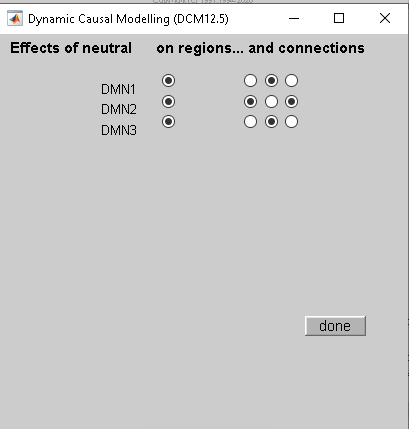 Dynamic Causal Modelling (DCM12.5)
Effects of neutral on regions... and connections
DMN1
DMN2
DMN3
done